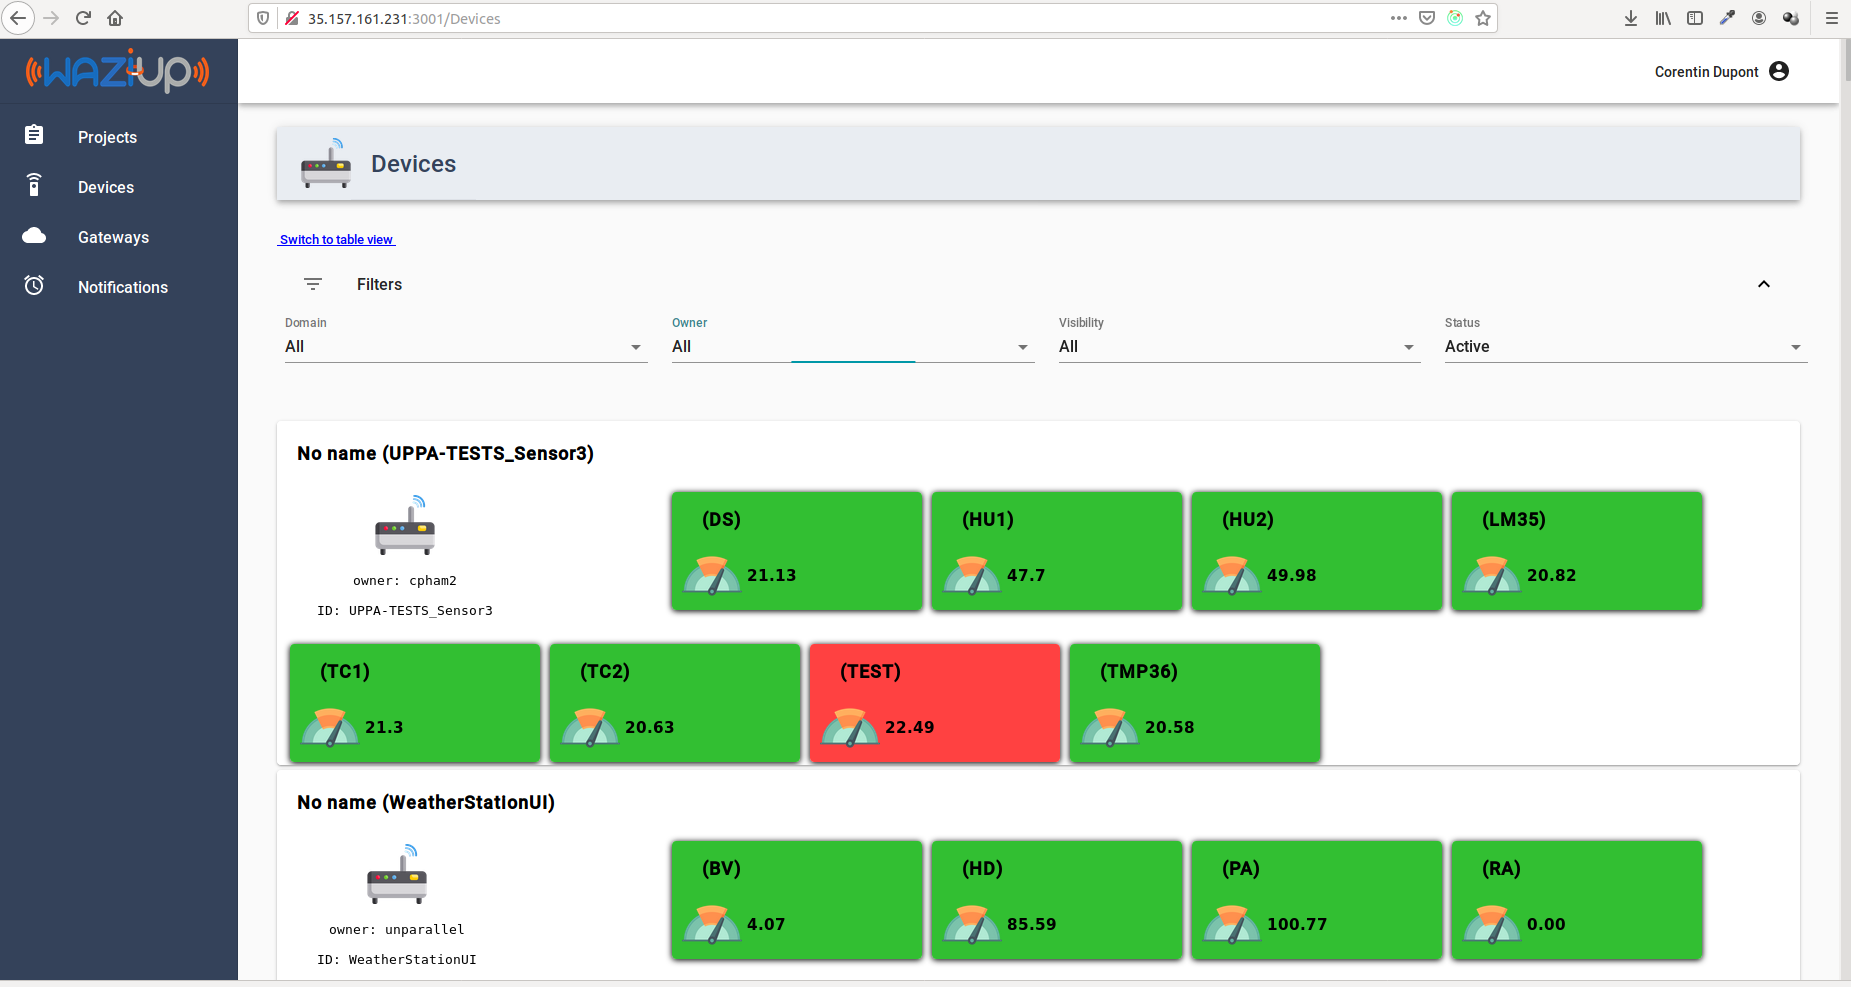 35.157.161.231:3001/Devices
WAZIUP
Corentin Dupont
Projects
Devices
Gateways
Notifications
Devices
Switch to table view
Filters
Domain
All
Owner
All
Visibility
All
Status
Active
No name (UPPA-TESTS_Sensor3)
owner: cpham2
ID: UPPA-TESTS_Sensor3
(DS)
21.13
(HU1)
47.7
(HU2)
49.98
(LM35)
20.82
(TC1)
21.3
(TC2)
20.63
(TEST)
22.49
(TMP36)
20.58
No name (WeatherStationUI)
owner: unparallel
ID: WeatherStationUI
(BV)
4.07
(HD)
85.59
(PA)
100.77
(RA)
0.00